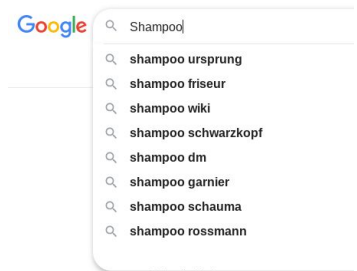 Google
Shampoo
shampoo ursprung
shampoo friseur
shampoo wiki
shampoo schwarzkopf
shampoo dm
shampoo garnier
shampoo schauma
shampoo rossmann